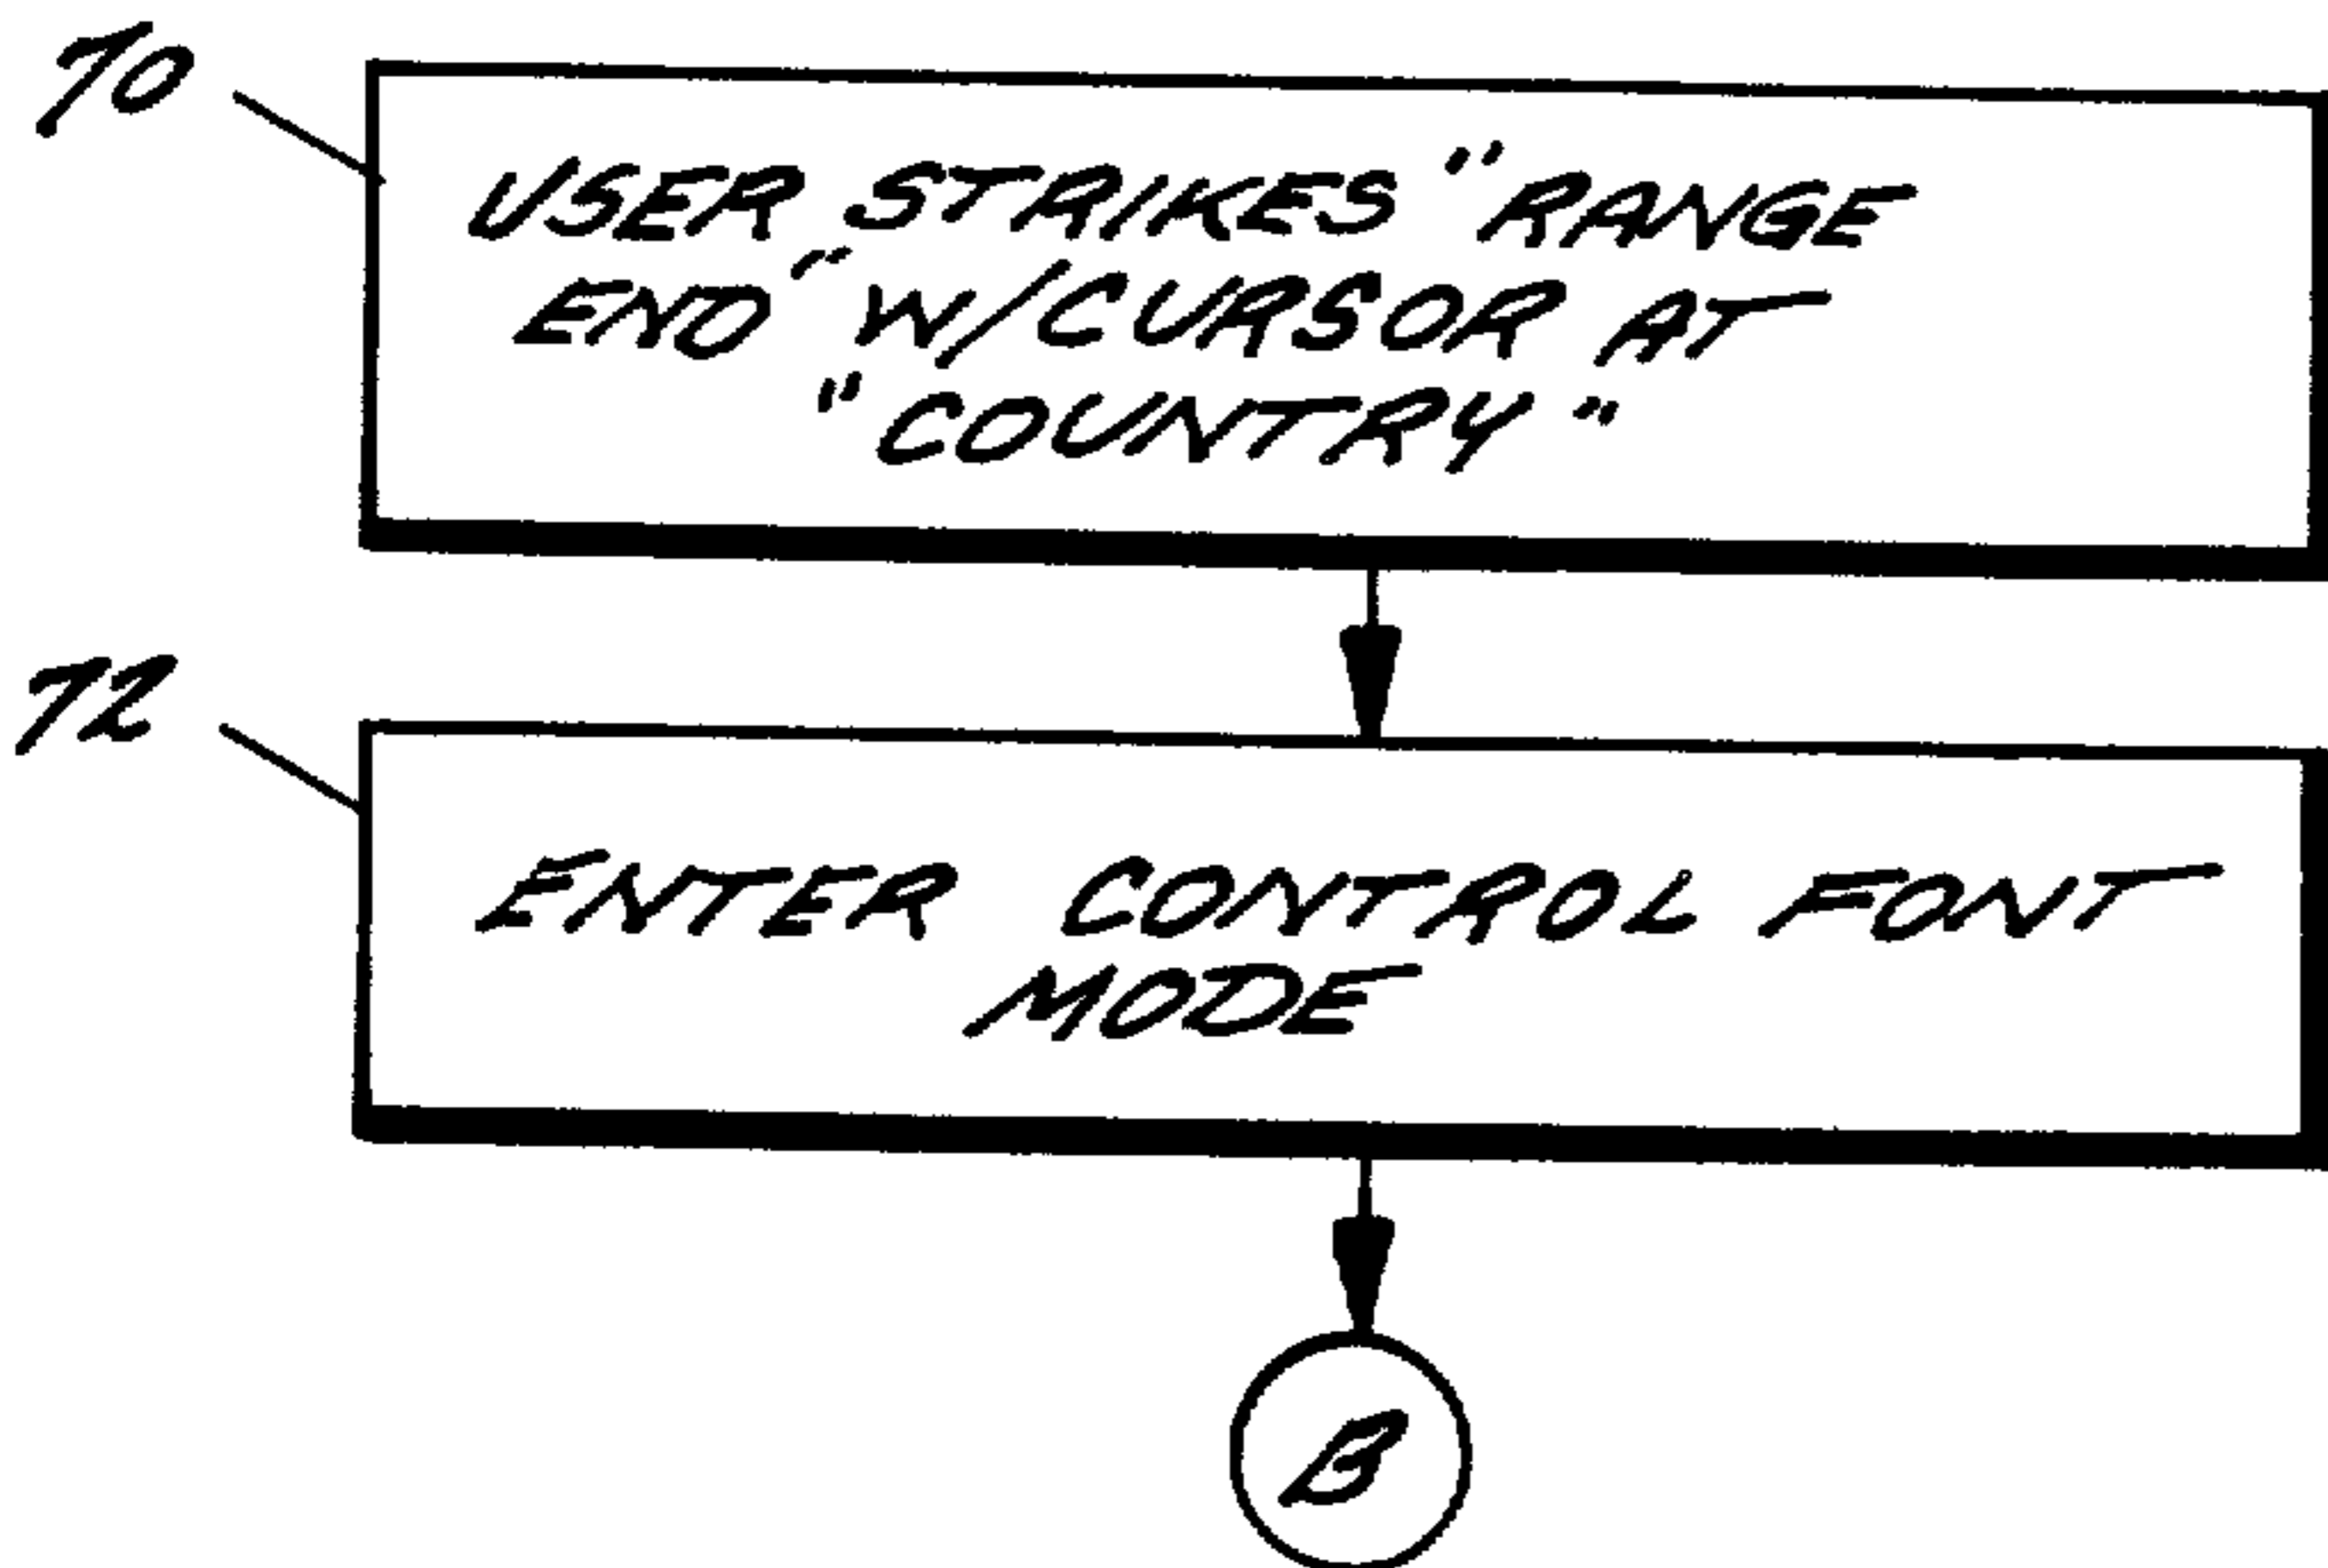 70
USER STRIKES "RANGE
END" W/CURSOR AT
"COUNTRY"
72
ENTER CONTROL FONT
MODE
B